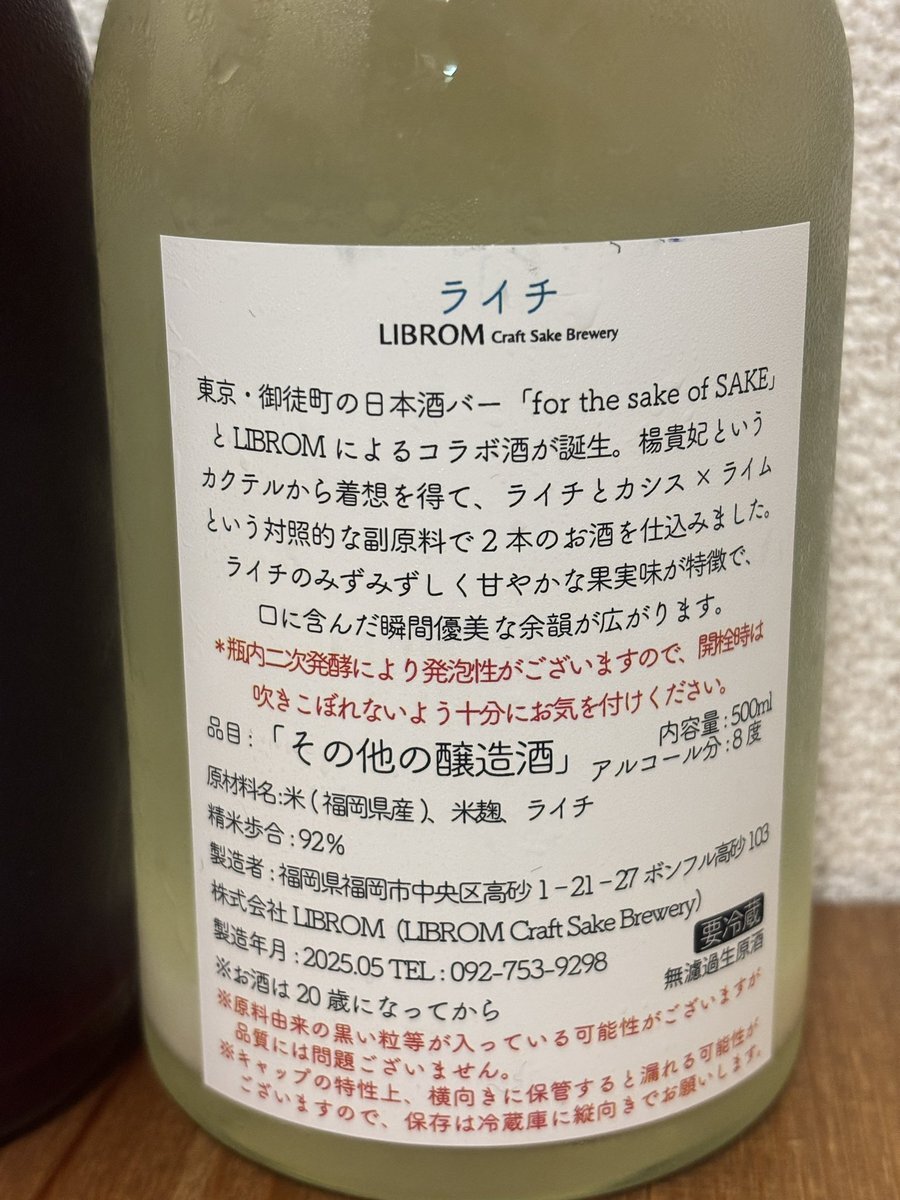 ライチ
LIBROM Craft Sake Brewery
東京・御徒町の日本酒バー「for the sake of SAKE」
とLIBROMによるコラボ酒が誕生。楊貴妃という
カクテルから着想を得て、ライチとカシス×ライム
という対照的な副原料で2本のお酒を仕込みました。
ライチのみずみずしく甘やかな果実味が特徴で、
口に含んだ瞬間優美な余韻が広がります。
*瓶内二次発酵により発泡性がございますので、開栓時は
吹きこぼれないよう十分にお気を付けください。
品目:「その他の醸造酒」 内容量:500ml
アルコール分:8度
原材料名:米(福岡県産)、米麹、ライチ
精米歩合:92%
製造者:福岡県福岡市中央区高砂1-21-27ボンフル高砂103
株式会社LIBROM (LIBROM Craft Sake Brewery)
要冷蔵
製造年月:2025.05 TEL:092-753-9298
無濾過生原酒
※お酒は20歳になってから
※原料由来の黒い粒等が入っている可能性がございますが
品質には問題ございません。
※キャップの特性上、横向きに保管すると漏れる可能性が
ございますので、保存は冷蔵庫に縦向きでお願いします。